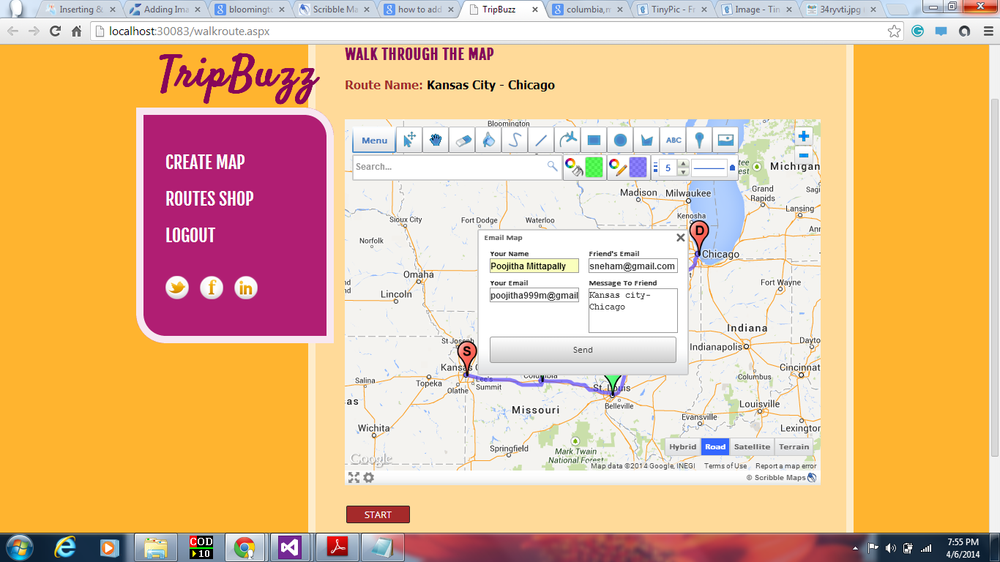 Inserting &
Adding Ima
bloomingto
Scribble Ma
how to add
TripBuzz
columbia,m
TinyPic - Fr
Image - Tin
34ryvti.jpg
localhost:30083/walkroute.aspx
TripBuzz
CREATE MAP
ROUTES SHOP
LOGOUT
WALK THROUGH THE MAP
Route Name: Kansas City - Chicago
Bloomington
Menu
ABC
Search...
5
Michigan
Madison
Milwaukee
Grand
Rapids
Sagi
Lansing
Sioux City
Fort Dodge
Waterloo
Kenosha
Norfolk
D
Chicago
Omaha
Fort Wayne
Lincoln
Email Map
Your Name
Poojitha Mittapally
Friend's Email
sneham@gmail.com
Your Email
poojitha999m@gmail
Message To Friend
Kansas city-
Chicago
Send
Indiana
St Joseph
Indianapolis
Dayto
S
Kansas C
Columbia
Cincinnat
Salina
Topeka
Lee's
Summit
Olathe
St. Louis
Columbus
as
Missouri
Belleville
Louisville
Evansville
Wichita
Lexington
Springfield
Mark Twain
National Forest
Hybrid
Road
Satellite
Terrain
Google
Map data ©2014 Google, INEGI
Terms of Use
Report a map error
© Scribble Maps
START
COD
10
7:55 PM
4/6/2014